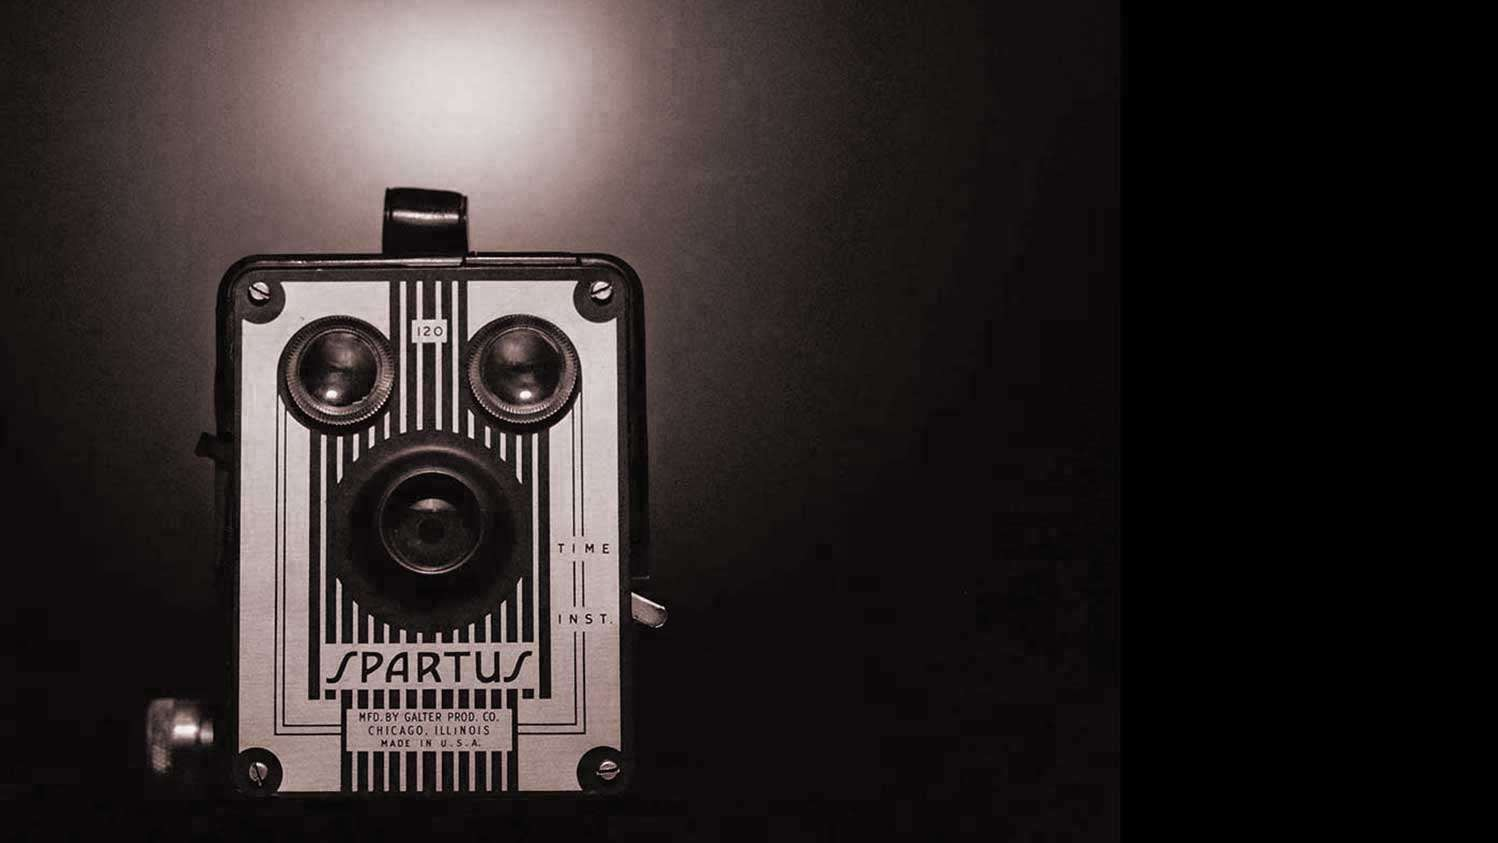 120
TIME
INST.
SPARTUS
MFD. BY GALTER PROD. CO.
CHICAGO, ILLINOIS
MADE IN U.S.A.